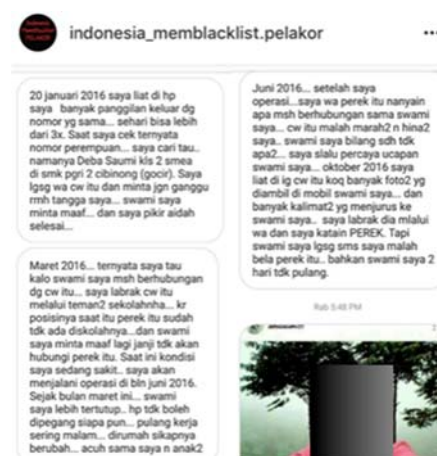 indonesia_memblacklist.pelakor
20 januari 2016 saya liat di hp
saya banyak panggilan keluar dg
nomor yg sama... sehari bisa lebih
dari 3x. Saat saya cek ternyata
nomor perempuan... saya cari tau..
namanya Deba Saumi kls 2 smea
di smk pgri 2 cibinong (gocir). Saya
lgsg wa cw itu dan minta jgn ganggu
rmh tangga saya... swami saya
minta maaf... dan saya pikir aidah
selesai...
Maret 2016... ternyata saya tau
kalo swami saya msh berhubungan
dg cw itu... saya labrak cw itu
melalui teman2 sekolahnha... kr
posisinya saat itu perek itu sudah
tdk ada diskolahnya...dan swami
saya minta maaf lagi janji tdk akan
hubungi perek itu. Saat ini kondisi
saya sedang sakit.. saya akan
menjalani operasi di bln juni 2016.
Sejak bulan maret ini... swami
saya lebih tertutup.. hp tdk boleh
dipegang siapa pun... pulang kerja
sering malam... dirumah sikapnya
berubah... acuh sama saya n anak2
Juni 2016... setelah saya
operasi...saya wa perek itu nanyain
apa msh berhubungan sama swami
saya... cw itu malah marah2 n hina2
saya.. swami saya bilang sdh tdk
apa2... saya slalu percaya ucapan
swami saya... oktober 2016 saya
liat di ig cw itu koq banyak foto2 yg
diambil di mobil swami saya... dan
banyak kalimat2 yg menjurus ke
swami saya.. saya labrak dia mlalui
wa dan saya katain PEREK. Tapi
swami saya lgsg sms saya malah
bela perek itu.. bahkan swami saya 2
hari tdk pulang.
Rab 5:48 PM